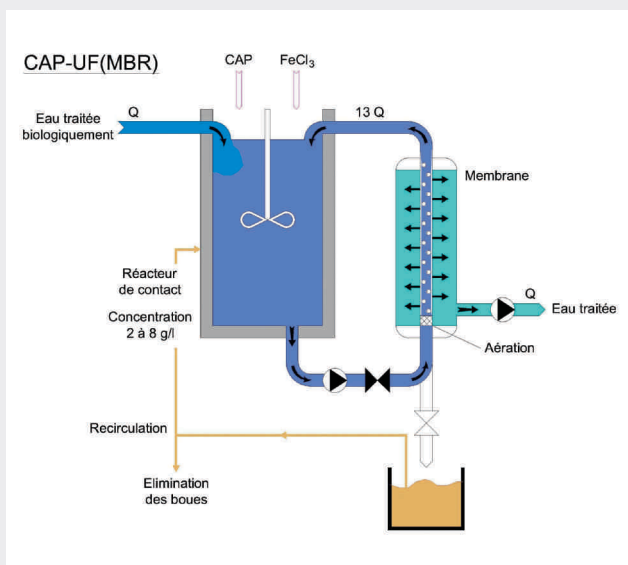 CAP-UF(MBR)
CAP
FeCl₃
Eau traitée
biologiquement
Q
13 Q
Membrane
Réacteur
de contact
Concentration
2 à 8 g/l
Q
Eau traitée
Aération
Recirculation
Elimination
des boues